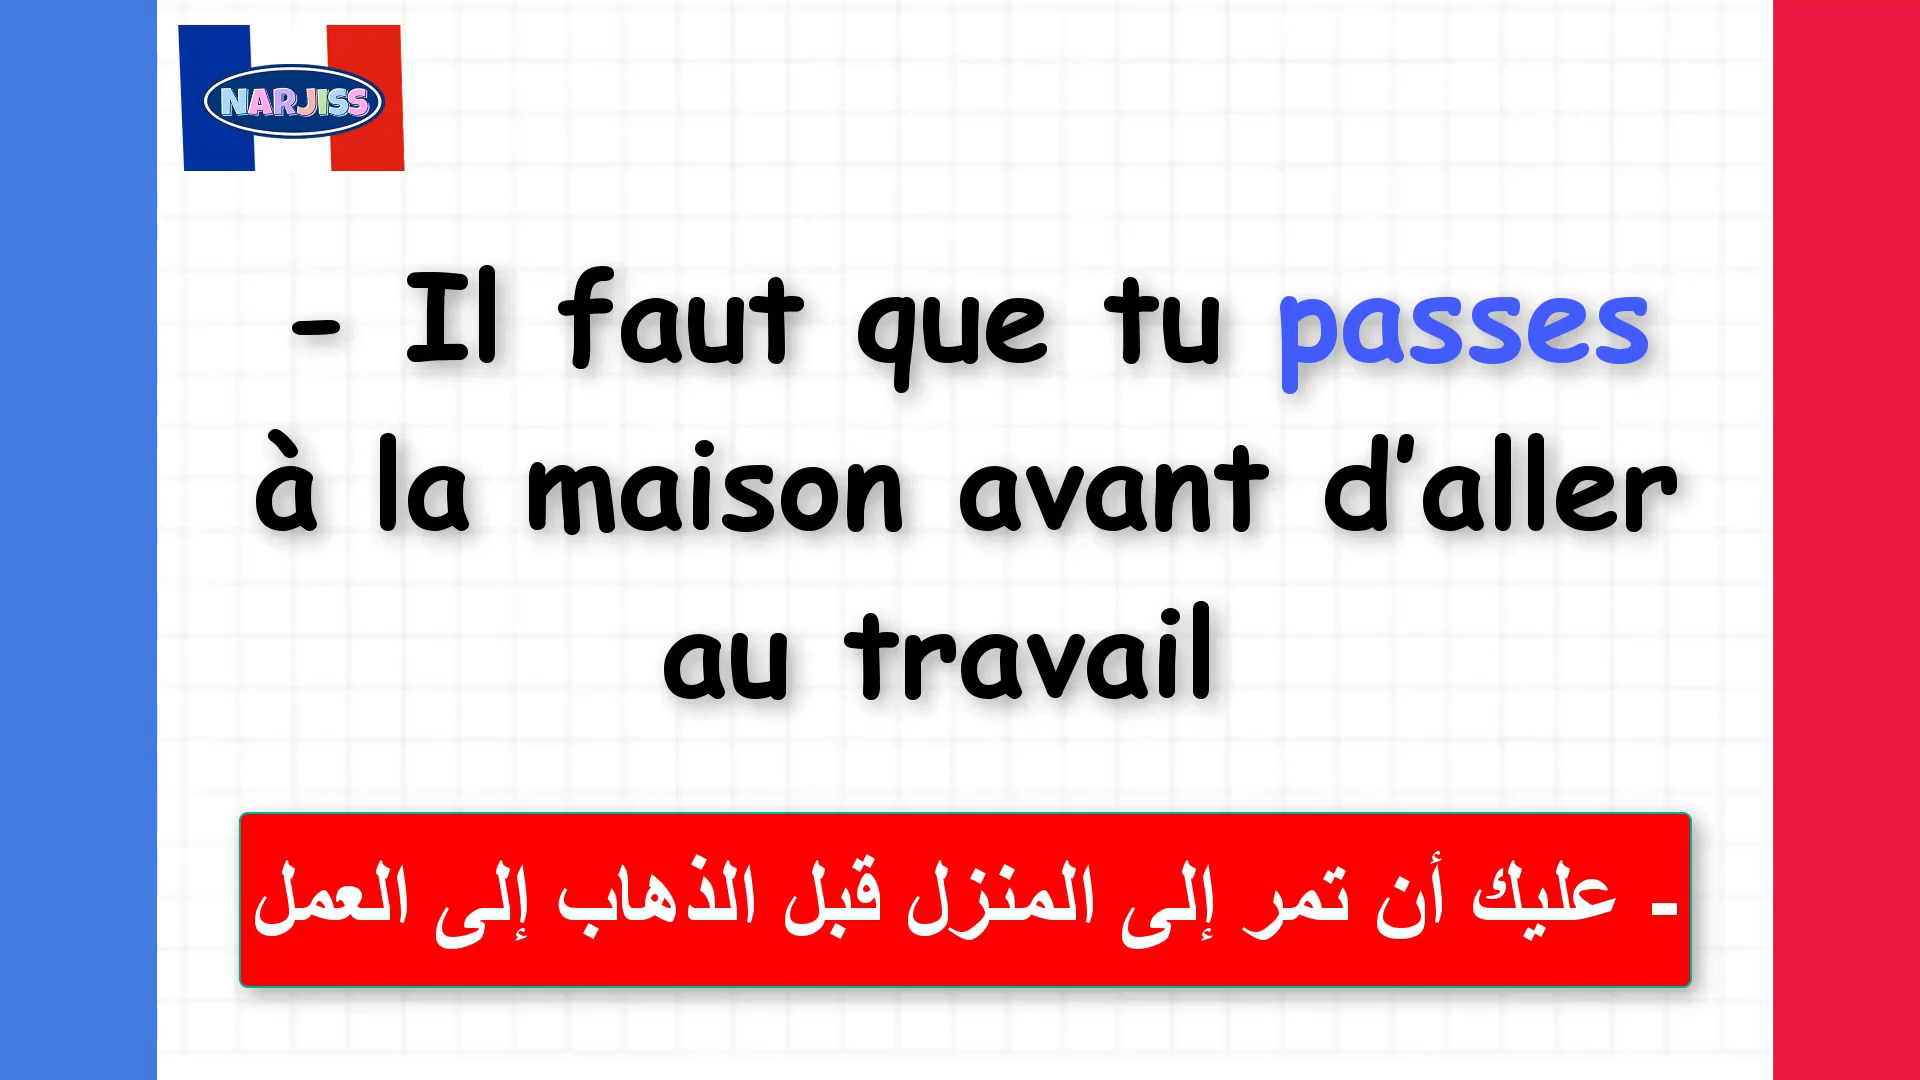 NARJISS
- Il faut que tu passes
à la maison avant d’aller
au travail
- عليك أن تمر إلى المنزل قبل الذهاب إلى العمل